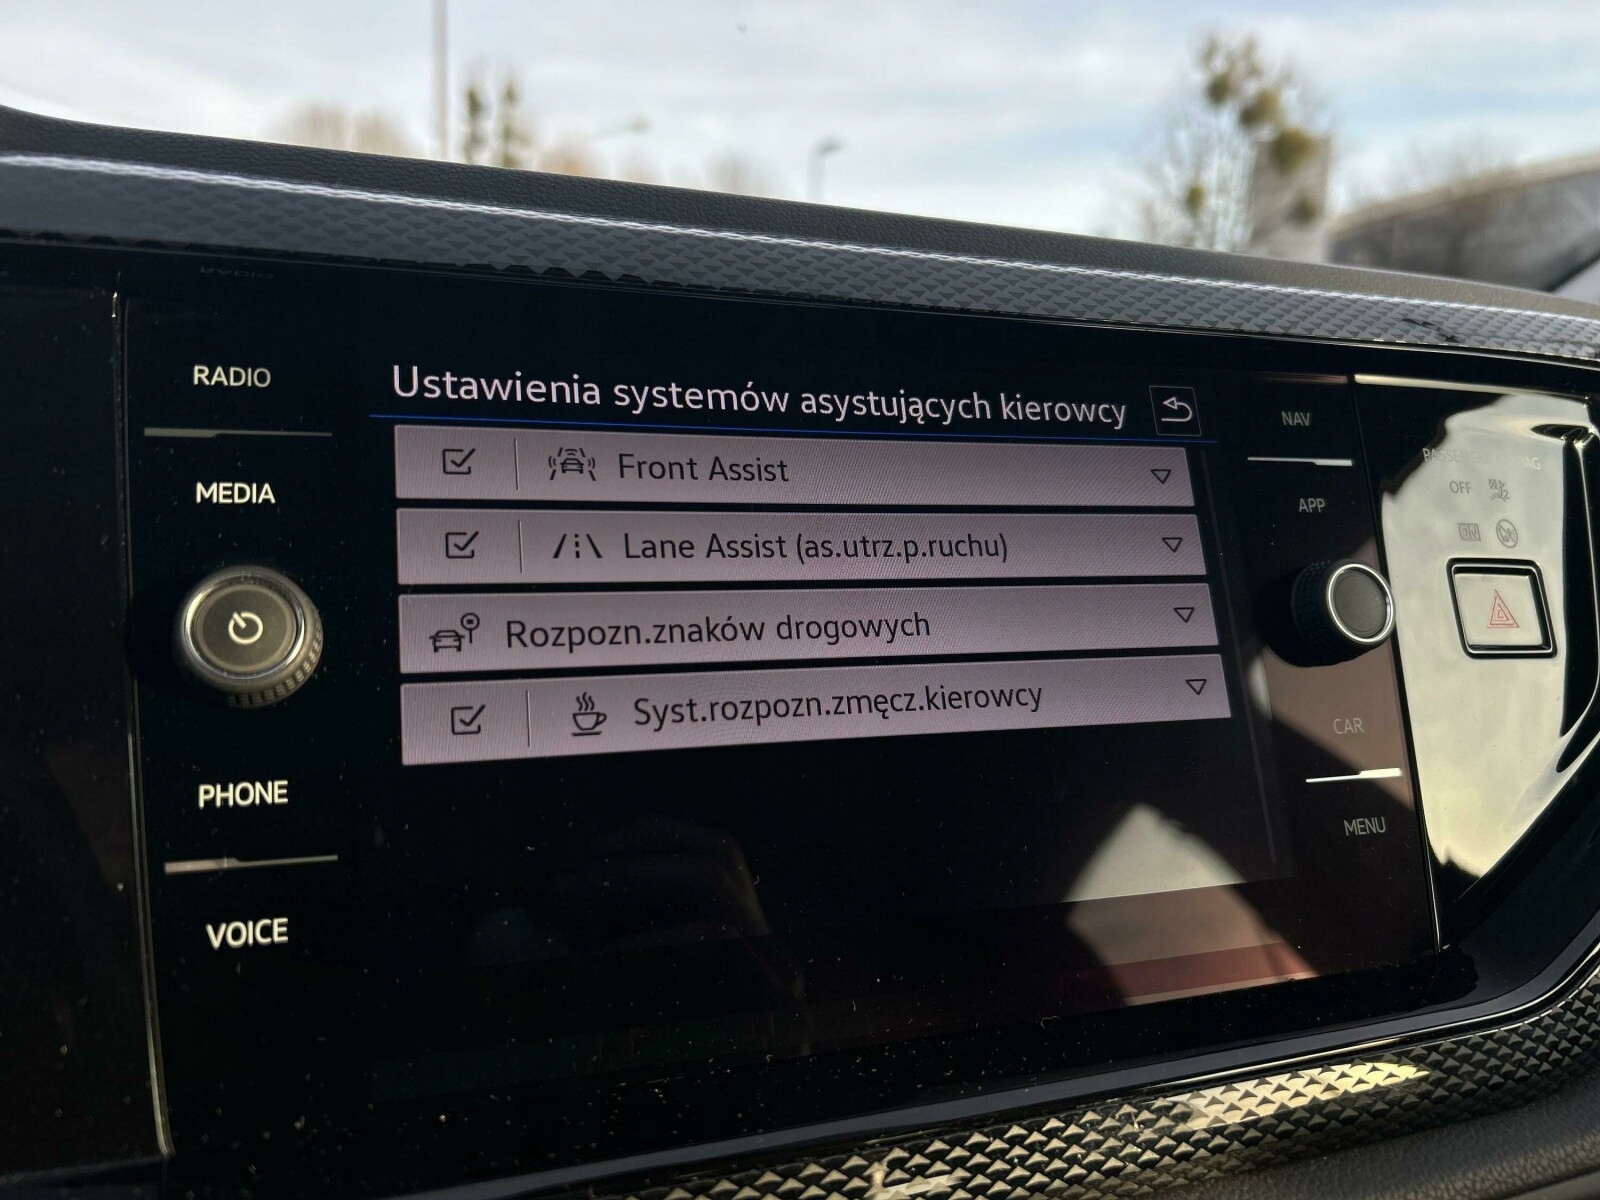 RADIO
MEDIA
PHONE
VOICE
Ustawienia systemów asystujących kierowcy
Front Assist
Lane Assist (as.utrz.p.ruchu)
Rozpozn.znaków drogowych
Syst.rozpozn.zmęcz.kierowcy
NAV
APP
CAR
MENU
OFF
ON